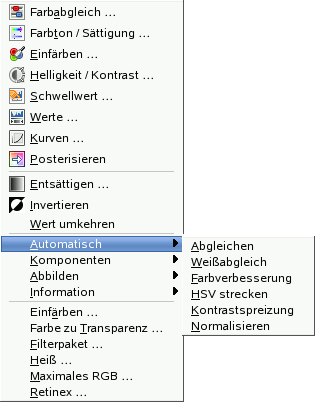 Farbabgleich ...
Farbton / Sättigung ...
Einfärben ...
Helligkeit / Kontrast ...
Schwellwert ...
Werte ...
Kurven ...
Posterisieren
Entsättigen ...
Invertieren
Wert umkehren
Automatisch
Komponenten
Abbilden
Information
Einfärben ...
Farbe zu Transparenz ...
Filterpaket ...
Heiß ...
Maximales RGB ...
Retinex ...
Abgleichen
Weißabgleich
Farbverbesserung
HSV strecken
Kontrastspreizung
Normalisieren